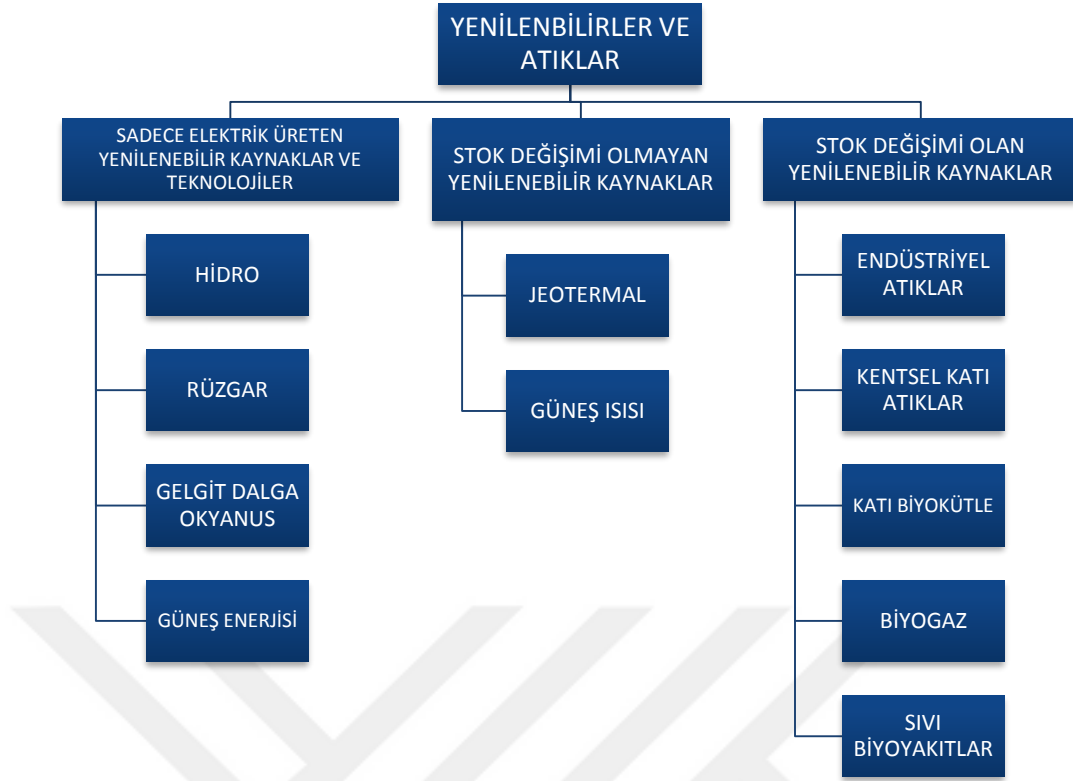 YENİLENBİLİRLER VE
ATIKLAR
SADECE ELEKTRİK ÜRETEN
YENİLENEBİLİR KAYNAKLAR VE
TEKNOLOJİLER
HİDRO
RÜZGAR
GELGİT DALGA
OKYANUS
GÜNEŞ ENERJİSİ
STOK DEĞİŞİMİ OLMAYAN
YENİLENEBİLİR KAYNAKLAR
JEOTERMAL
GÜNEŞ ISISI
STOK DEĞİŞİMİ OLAN
YENİLENEBİLİR KAYNAKLAR
ENDÜSTRİYEL
ATIKLAR
KENTSEL KATI
ATIKLAR
KATI BİYOKÜTLE
BİYOGAZ
SIVI
BİYOYAKITLAR